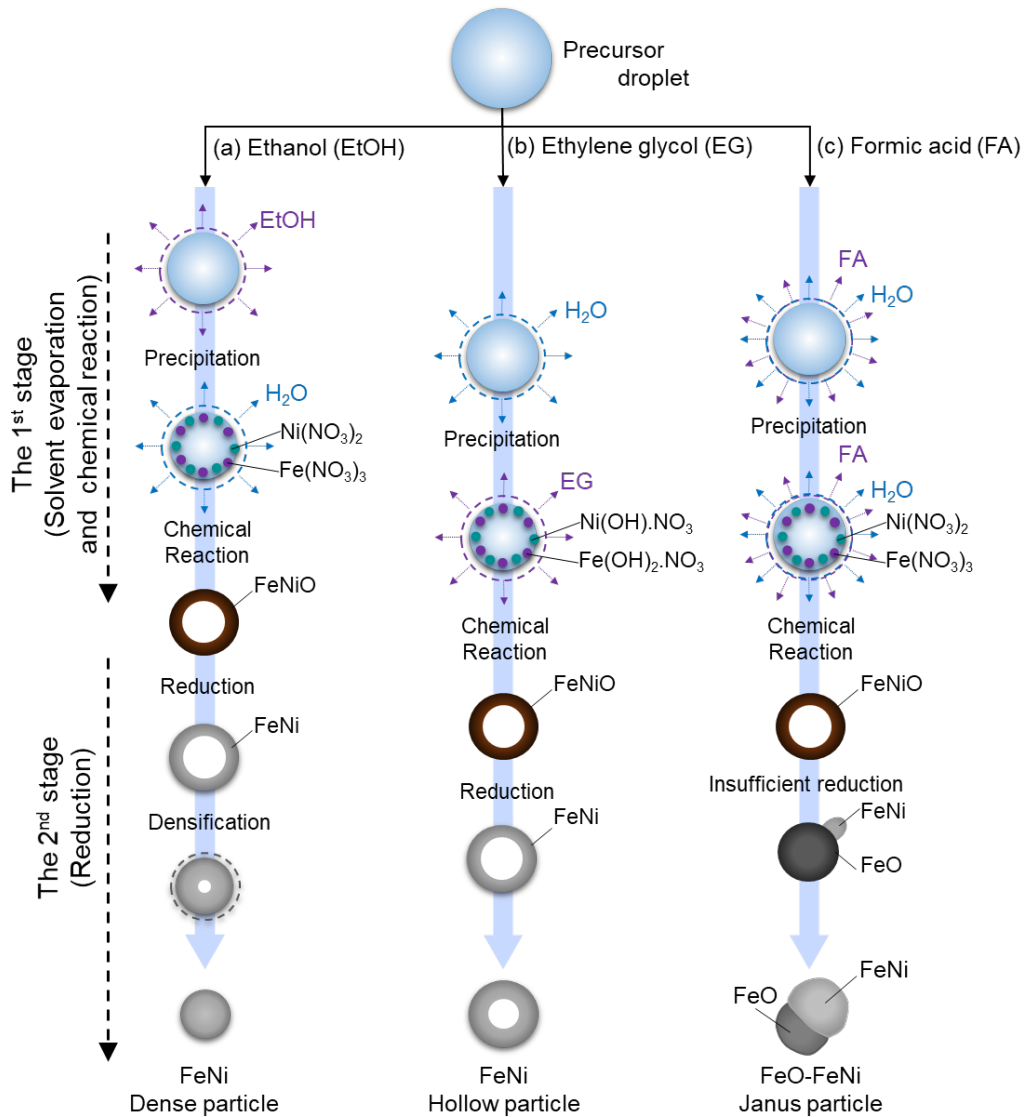 Precursor
droplet
(a) Ethanol (EtOH)
(b) Ethylene glycol (EG)
(c) Formic acid (FA)
The 1st stage
(Solvent evaporation
and chemical reaction)
The 2nd stage
(Reduction)
EtOH
Precipitation
H2O
Ni(NO3)2
Fe(NO3)3
Chemical
Reaction
FeNiO
Reduction
FeNi
Densification
FeNi
Dense particle
H2O
Precipitation
EG
Ni(OH).NO3
Fe(OH)2.NO3
Chemical
Reaction
FeNiO
Reduction
FeNi
FeNi
Hollow particle
FA
H2O
Precipitation
FA
H2O
Ni(NO3)2
Fe(NO3)3
Chemical
Reaction
FeNiO
Insufficient reduction
FeNi
FeO
FeNi
FeO
FeO-FeNi
Janus particle